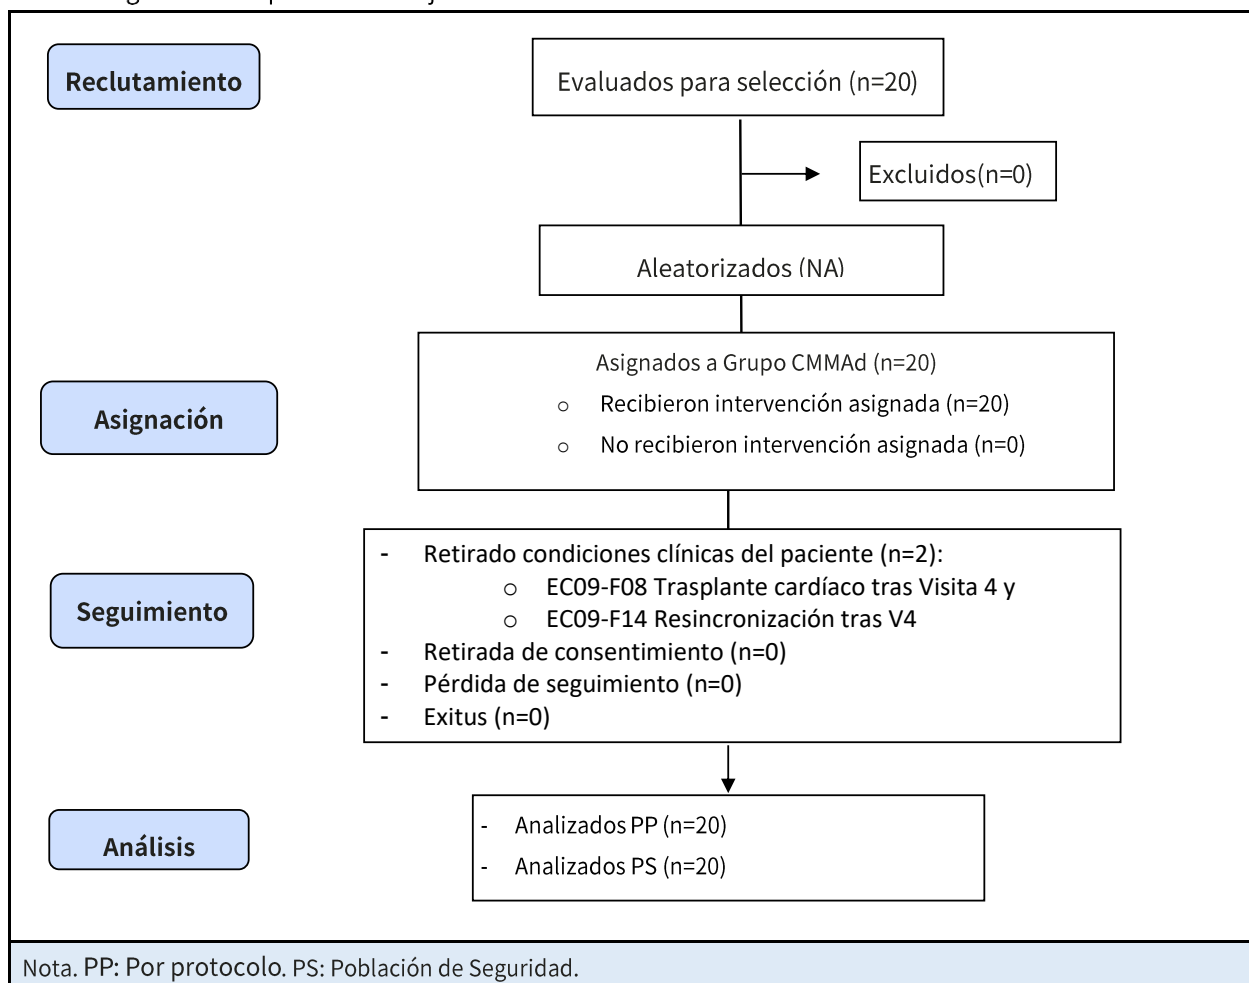 Reclutamiento
Evaluados para selección (n=20)
Excluidos(n=0)
Aleatorizados (NA)
Asignación
Asignados a Grupo CMMAd (n=20)
o Recibieron intervención asignada (n=20)
o No recibieron intervención asignada (n=0)
Seguimiento
- Retirado condiciones clínicas del paciente (n=2):
o EC09-F08 Trasplante cardíaco tras Visita 4 y
o EC09-F14 Resincronización tras V4
- Retirada de consentimiento (n=0)
- Pérdida de seguimiento (n=0)
- Exitus (n=0)
Análisis
- Analizados PP (n=20)
- Analizados PS (n=20)
Nota. PP: Por protocolo. PS: Población de Seguridad.